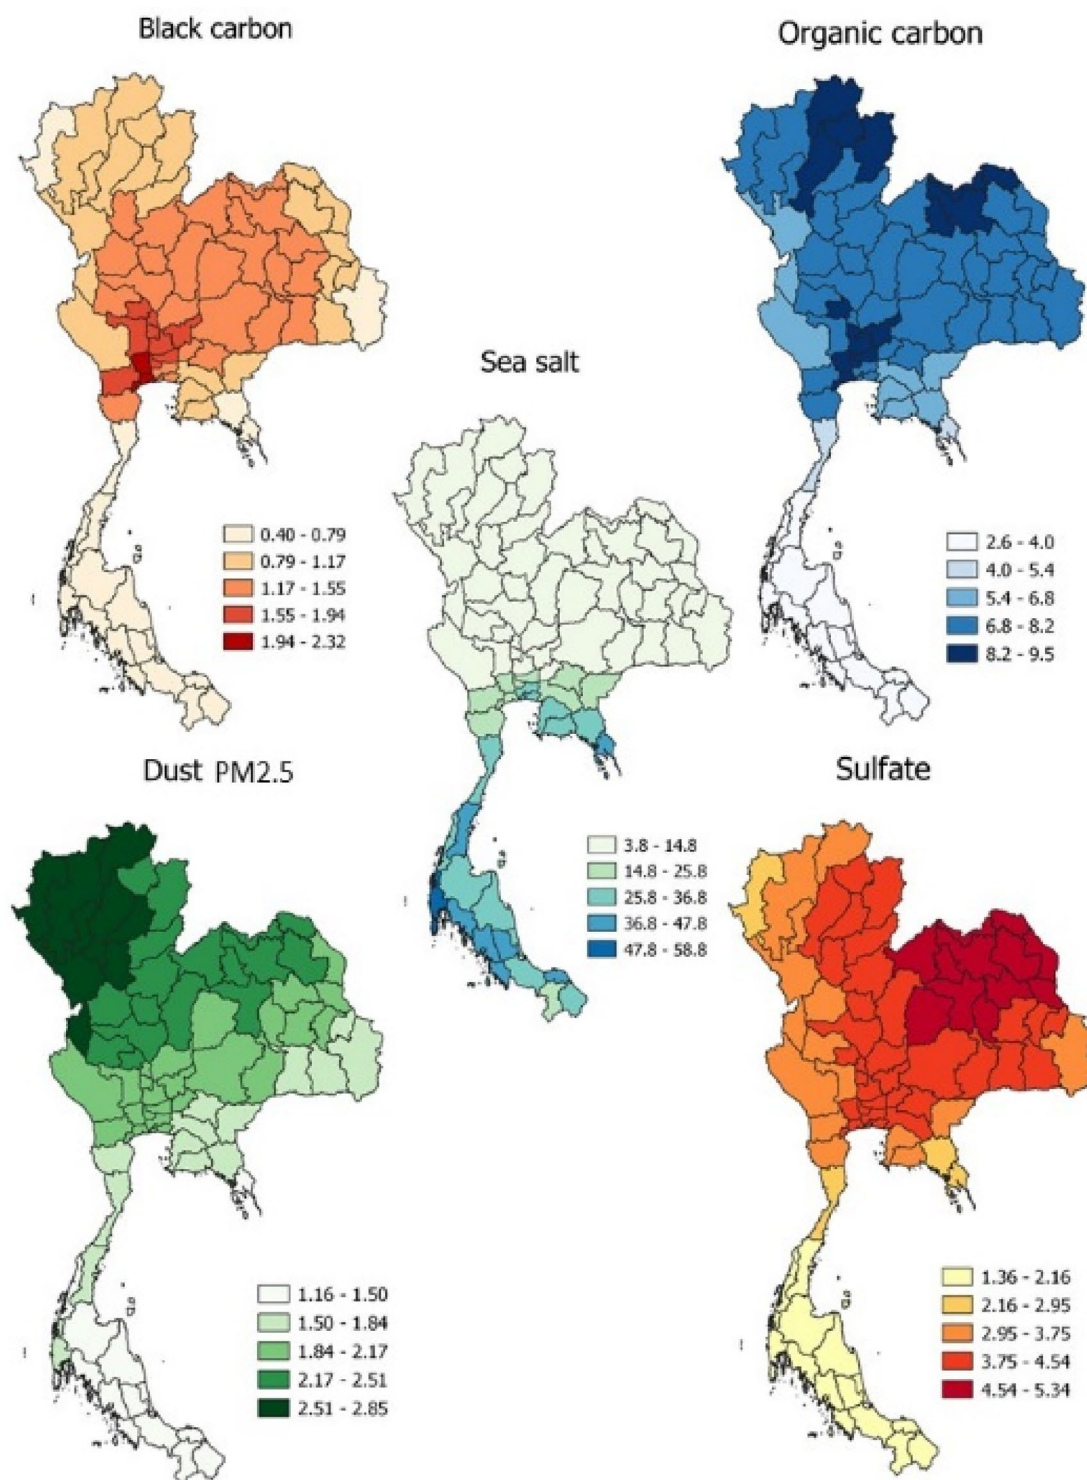 Black carbon
Organic carbon
0.40 - 0.79
0.79 - 1.17
1.17 - 1.55
1.55 - 1.94
1.94 - 2.32
2.6 - 4.0
4.0 - 5.4
5.4 - 6.8
6.8 - 8.2
8.2 - 9.5
Sea salt
3.8 - 14.8
14.8 - 25.8
25.8 - 36.8
36.8 - 47.8
47.8 - 58.8
Dust PM2.5
Sulfate
1.16 - 1.50
1.50 - 1.84
1.84 - 2.17
2.17 - 2.51
2.51 - 2.85
1.36 - 2.16
2.16 - 2.95
2.95 - 3.75
3.75 - 4.54
4.54 - 5.34